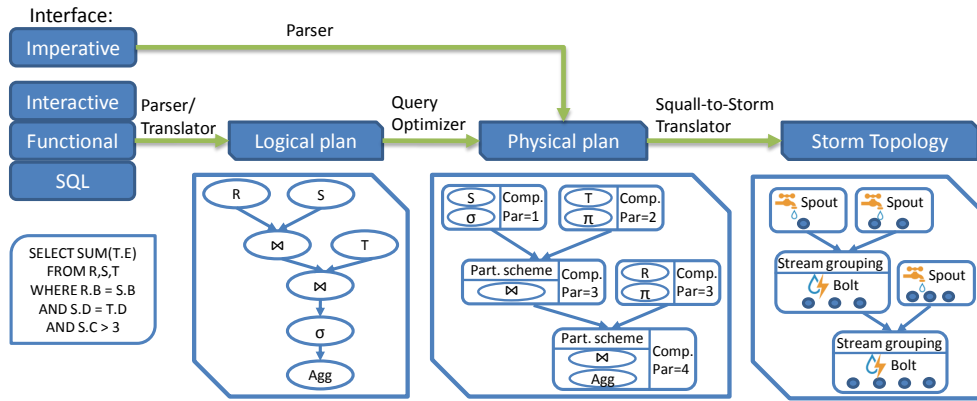 Interface:
Imperative
Parser
Interactive
Functional
SQL
Parser/
Translator
Logical plan
Query
Optimizer
Physical plan
Squall-to-Storm
Translator
Storm Topology
SELECT SUM(T.E)
FROM R,S,T
WHERE R.B = S.B
AND S.D = T.D
AND S.C > 3
R
S
⋈
T
⋈
σ
Agg
S
σ
Comp.
Par=1
T
π
Comp.
Par=2
Part. scheme
⋈
Comp.
Par=3
R
π
Comp.
Par=3
Part. scheme
⋈
Agg
Comp.
Par=4
Spout
Spout
Stream grouping
Bolt
Spout
Stream grouping
Bolt